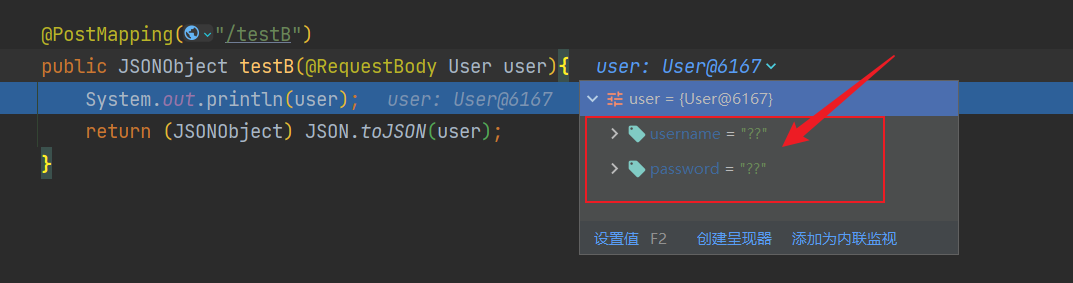 @PostMapping("/testB")
public JSONObject testB(@RequestBody User user){ user: User@6167
System.out.println(user); user: User@6167
return (JSONObject) JSON.toJSON(user);
}
user = {User@6167}
username = "??"
password = "??"
设置值 F2 创建呈现器 添加为内联监视